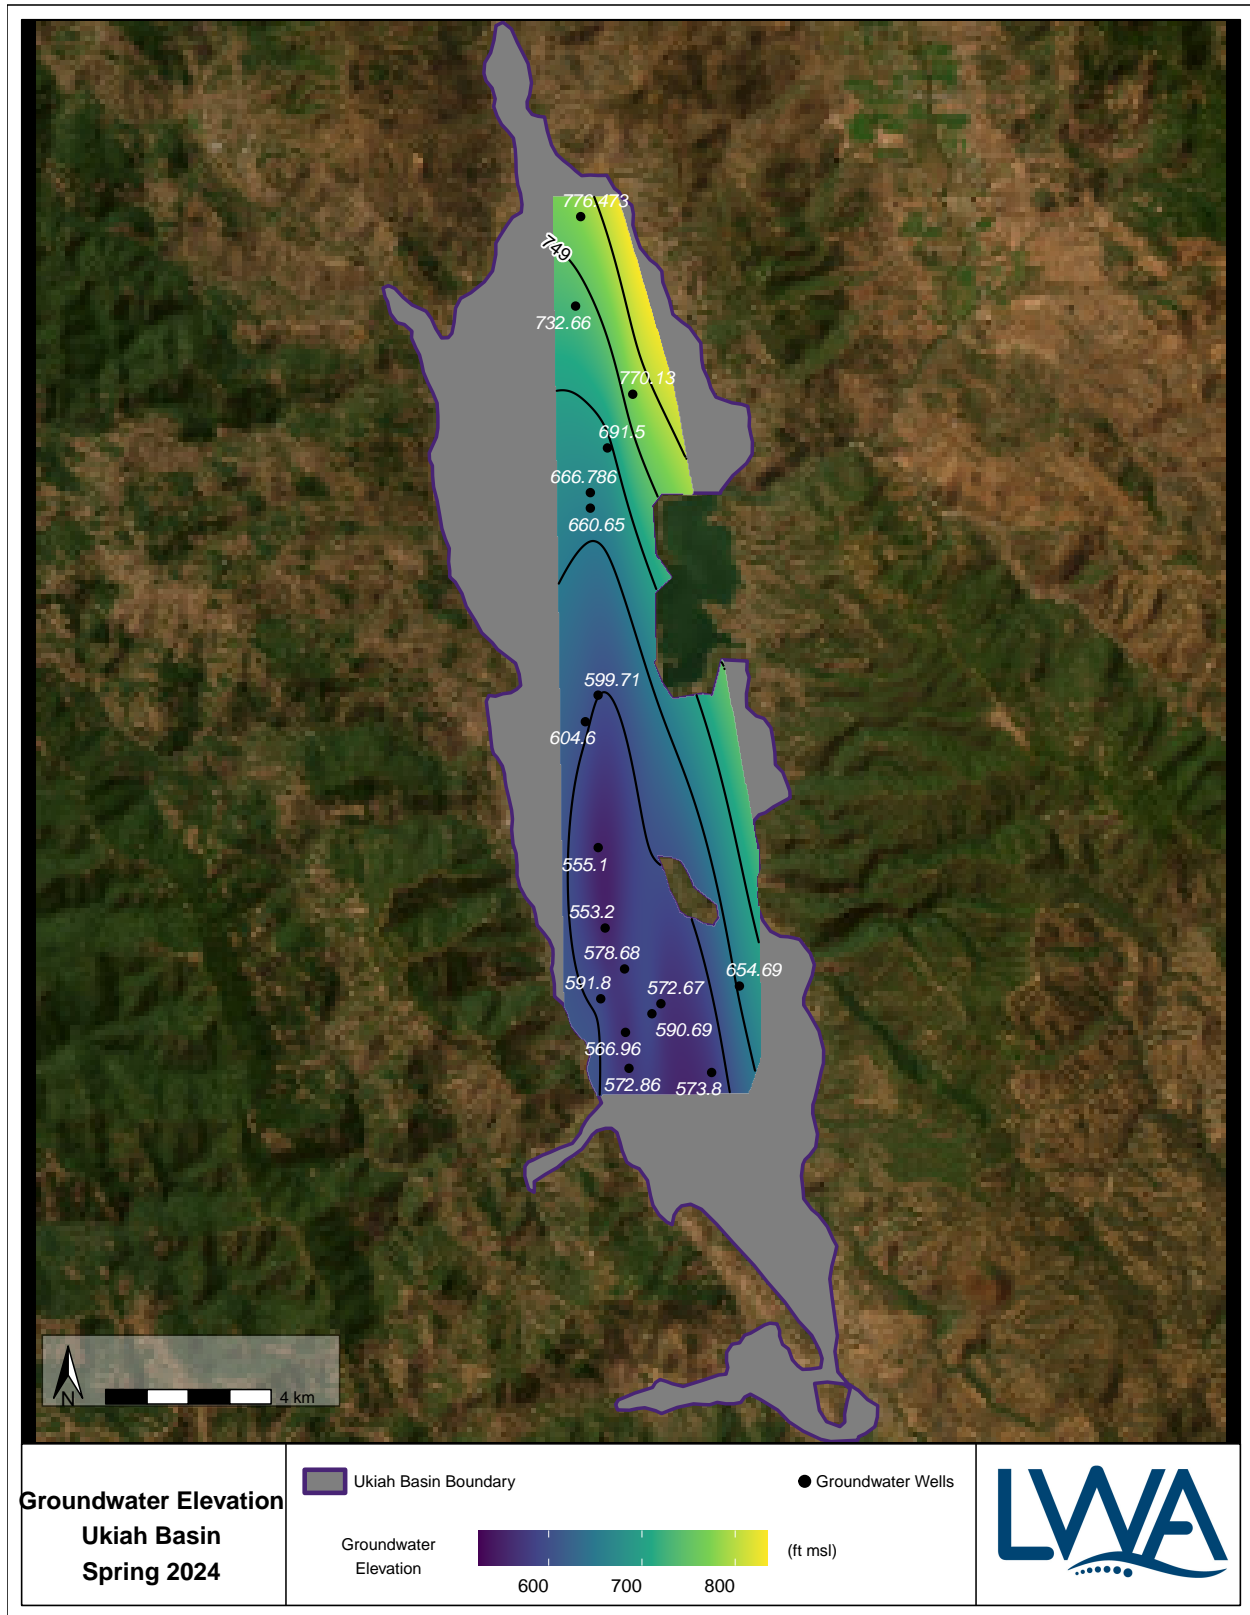 776.473
749
732.66
770.13
691.5
666.786
660.65
599.71
604.6
555.1
553.2
578.68
654.69
591.8
572.67
590.69
566.96
572.86
573.8
N
4 km
Groundwater Elevation
Ukiah Basin
Spring 2024
Ukiah Basin Boundary
Groundwater Wells
Groundwater
Elevation
(ft msl)
600 700 800
LWA